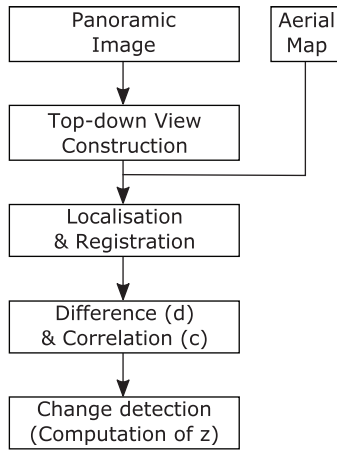 Panoramic
Image
Aerial
Map
Top-down View
Construction
Localisation
& Registration
Difference (d)
& Correlation (c)
Change detection
(Computation of z)